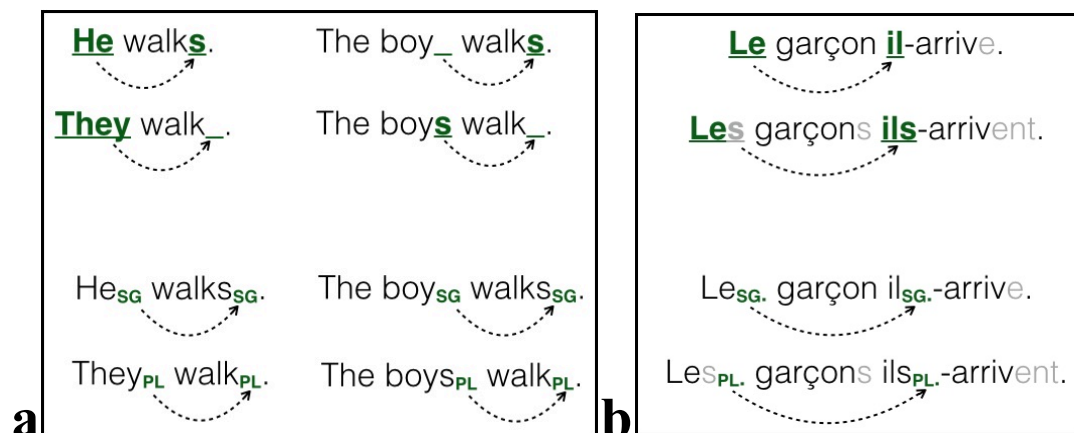 He walks.
The boy_ walks.
They walk_.
The boys walk_.
HeSG walksSG.
The boySG walksSG.
TheyPL walkPL.
The boysPL walkPL.
a
Le garçon il-arrive.
Les garçons ils-arrivent.
LeSG. garçon ilSG.-arrive.
LesPL. garçons ilsPL.-arrivent.
b